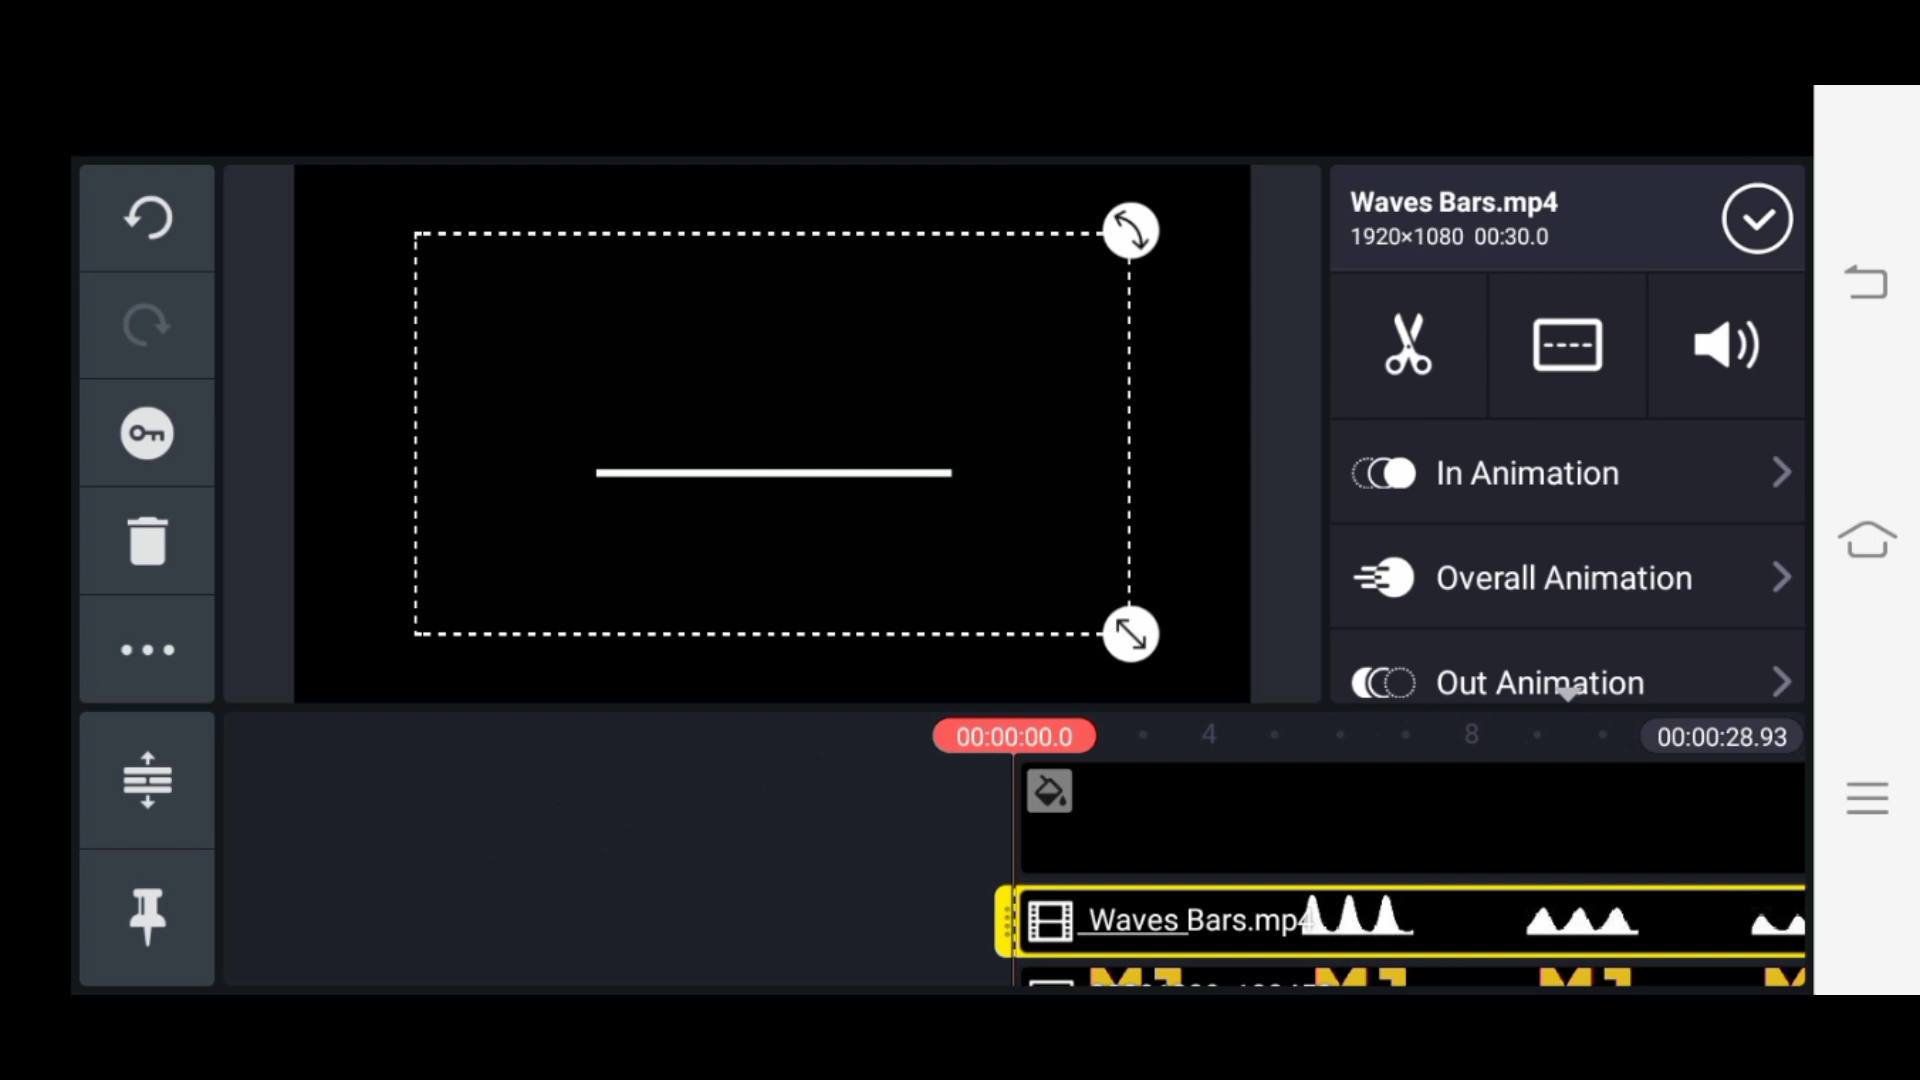 Waves Bars.mp4
1920×1080 00:30.0
In Animation
Overall Animation
Out Animation
00:00:00.0
4
8
00:00:28.93
Waves Bars.mp4